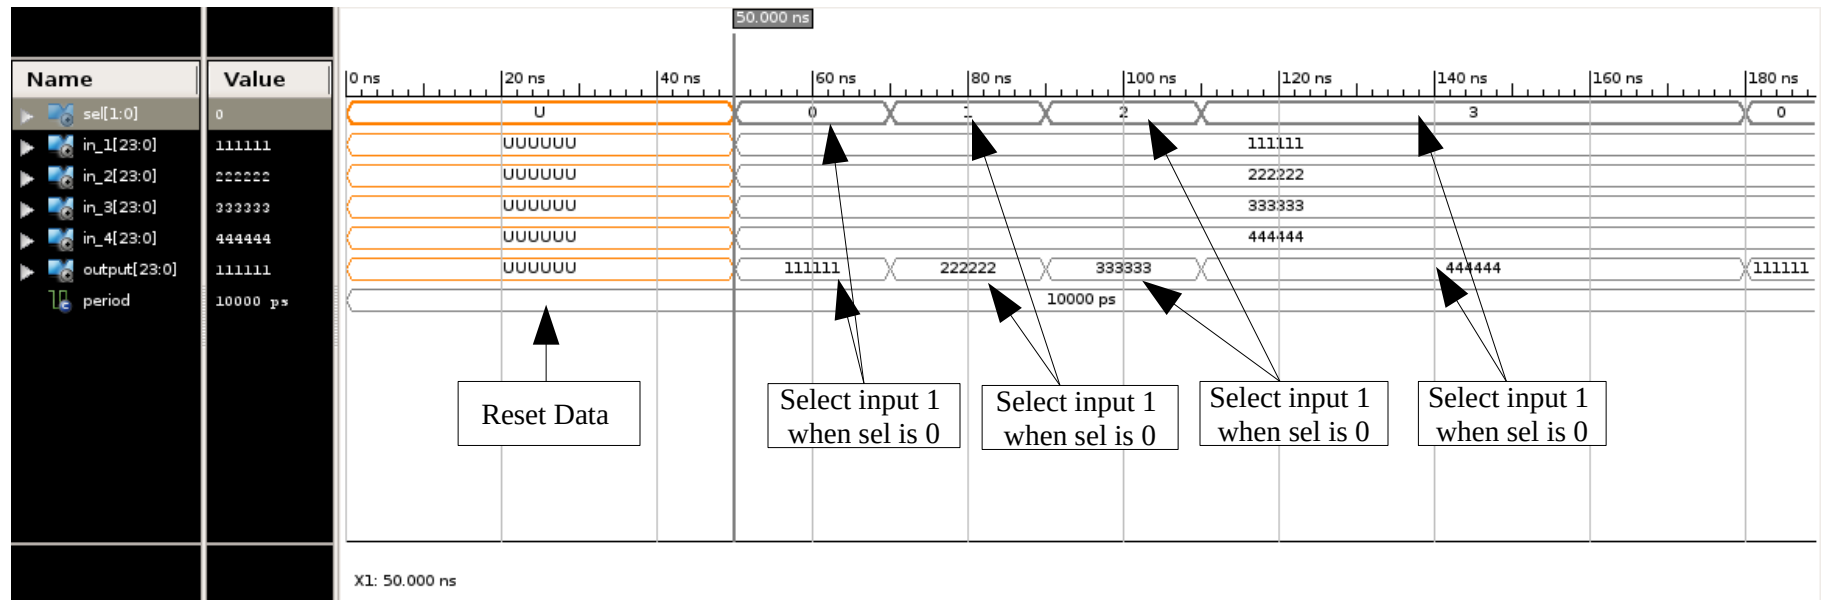 50.000 ns
Name Value 0 ns 20 ns 40 ns 60 ns 80 ns 100 ns 120 ns 140 ns 160 ns 180 ns
sel[1:0] 0 U 0 1 2 3 0
in_1[23:0] 111111 UUUUUU 111111
in_2[23:0] 222222 UUUUUU 222222
in_3[23:0] 333333 UUUUUU 333333
in_4[23:0] 444444 UUUUUU 444444
output[23:0] 111111 UUUUUU 111111 222222 333333 444444 111111
period 10000 ps 10000 ps
Reset Data
Select input 1
when sel is 0
Select input 1
when sel is 0
Select input 1
when sel is 0
Select input 1
when sel is 0
X1: 50.000 ns